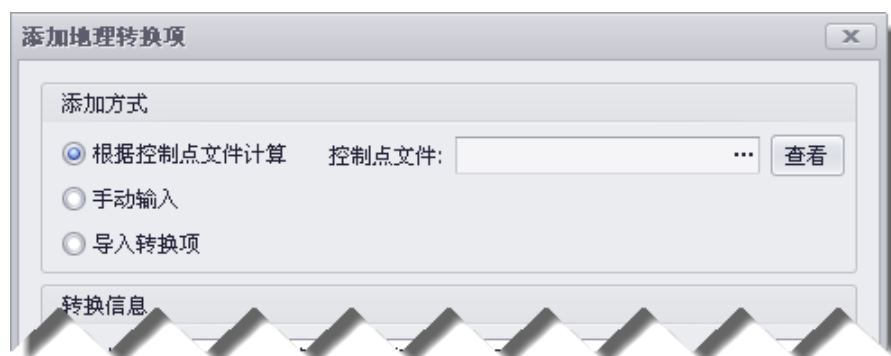 添加地理转换项
添加方式
根据控制点文件计算 控制点文件: ··· 查看
手动输入
导入转换项
转换信息